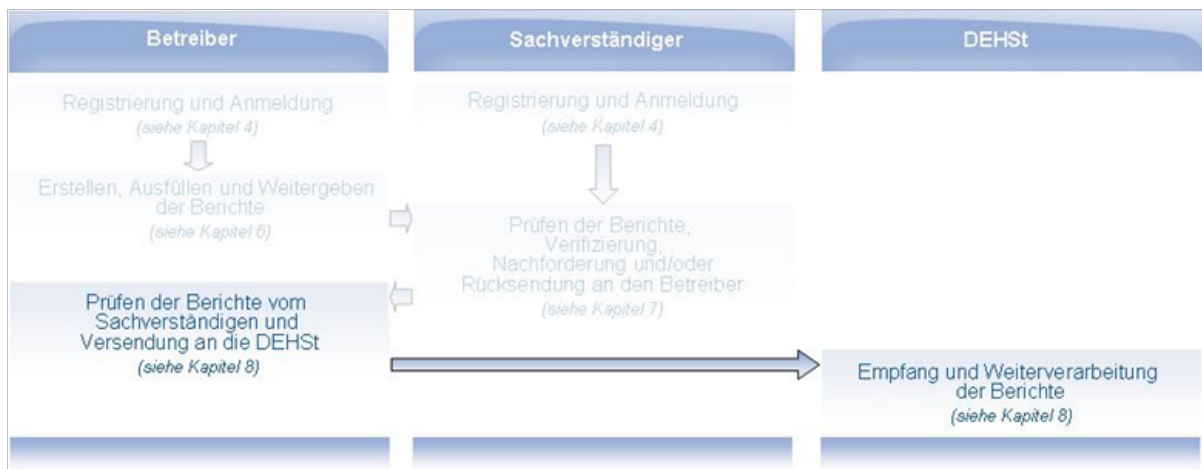 Betreiber
Registrierung und Anmeldung
(siehe Kapitel 4)
Erstellen, Ausfüllen und Weitergeben
der Berichte
(siehe Kapitel 6)
Prüfen der Berichte vom
Sachverständigen und
Versendung an die DEHSt
(siehe Kapitel 8)
Sachverständiger
Registrierung und Anmeldung
(siehe Kapitel 4)
Prüfen der Berichte,
Verifizierung,
Nachforderung und/oder
Rücksendung an den Betreiber
(siehe Kapitel 7)
DEHSt
Empfang und Weiterverarbeitung
der Berichte
(siehe Kapitel 8)